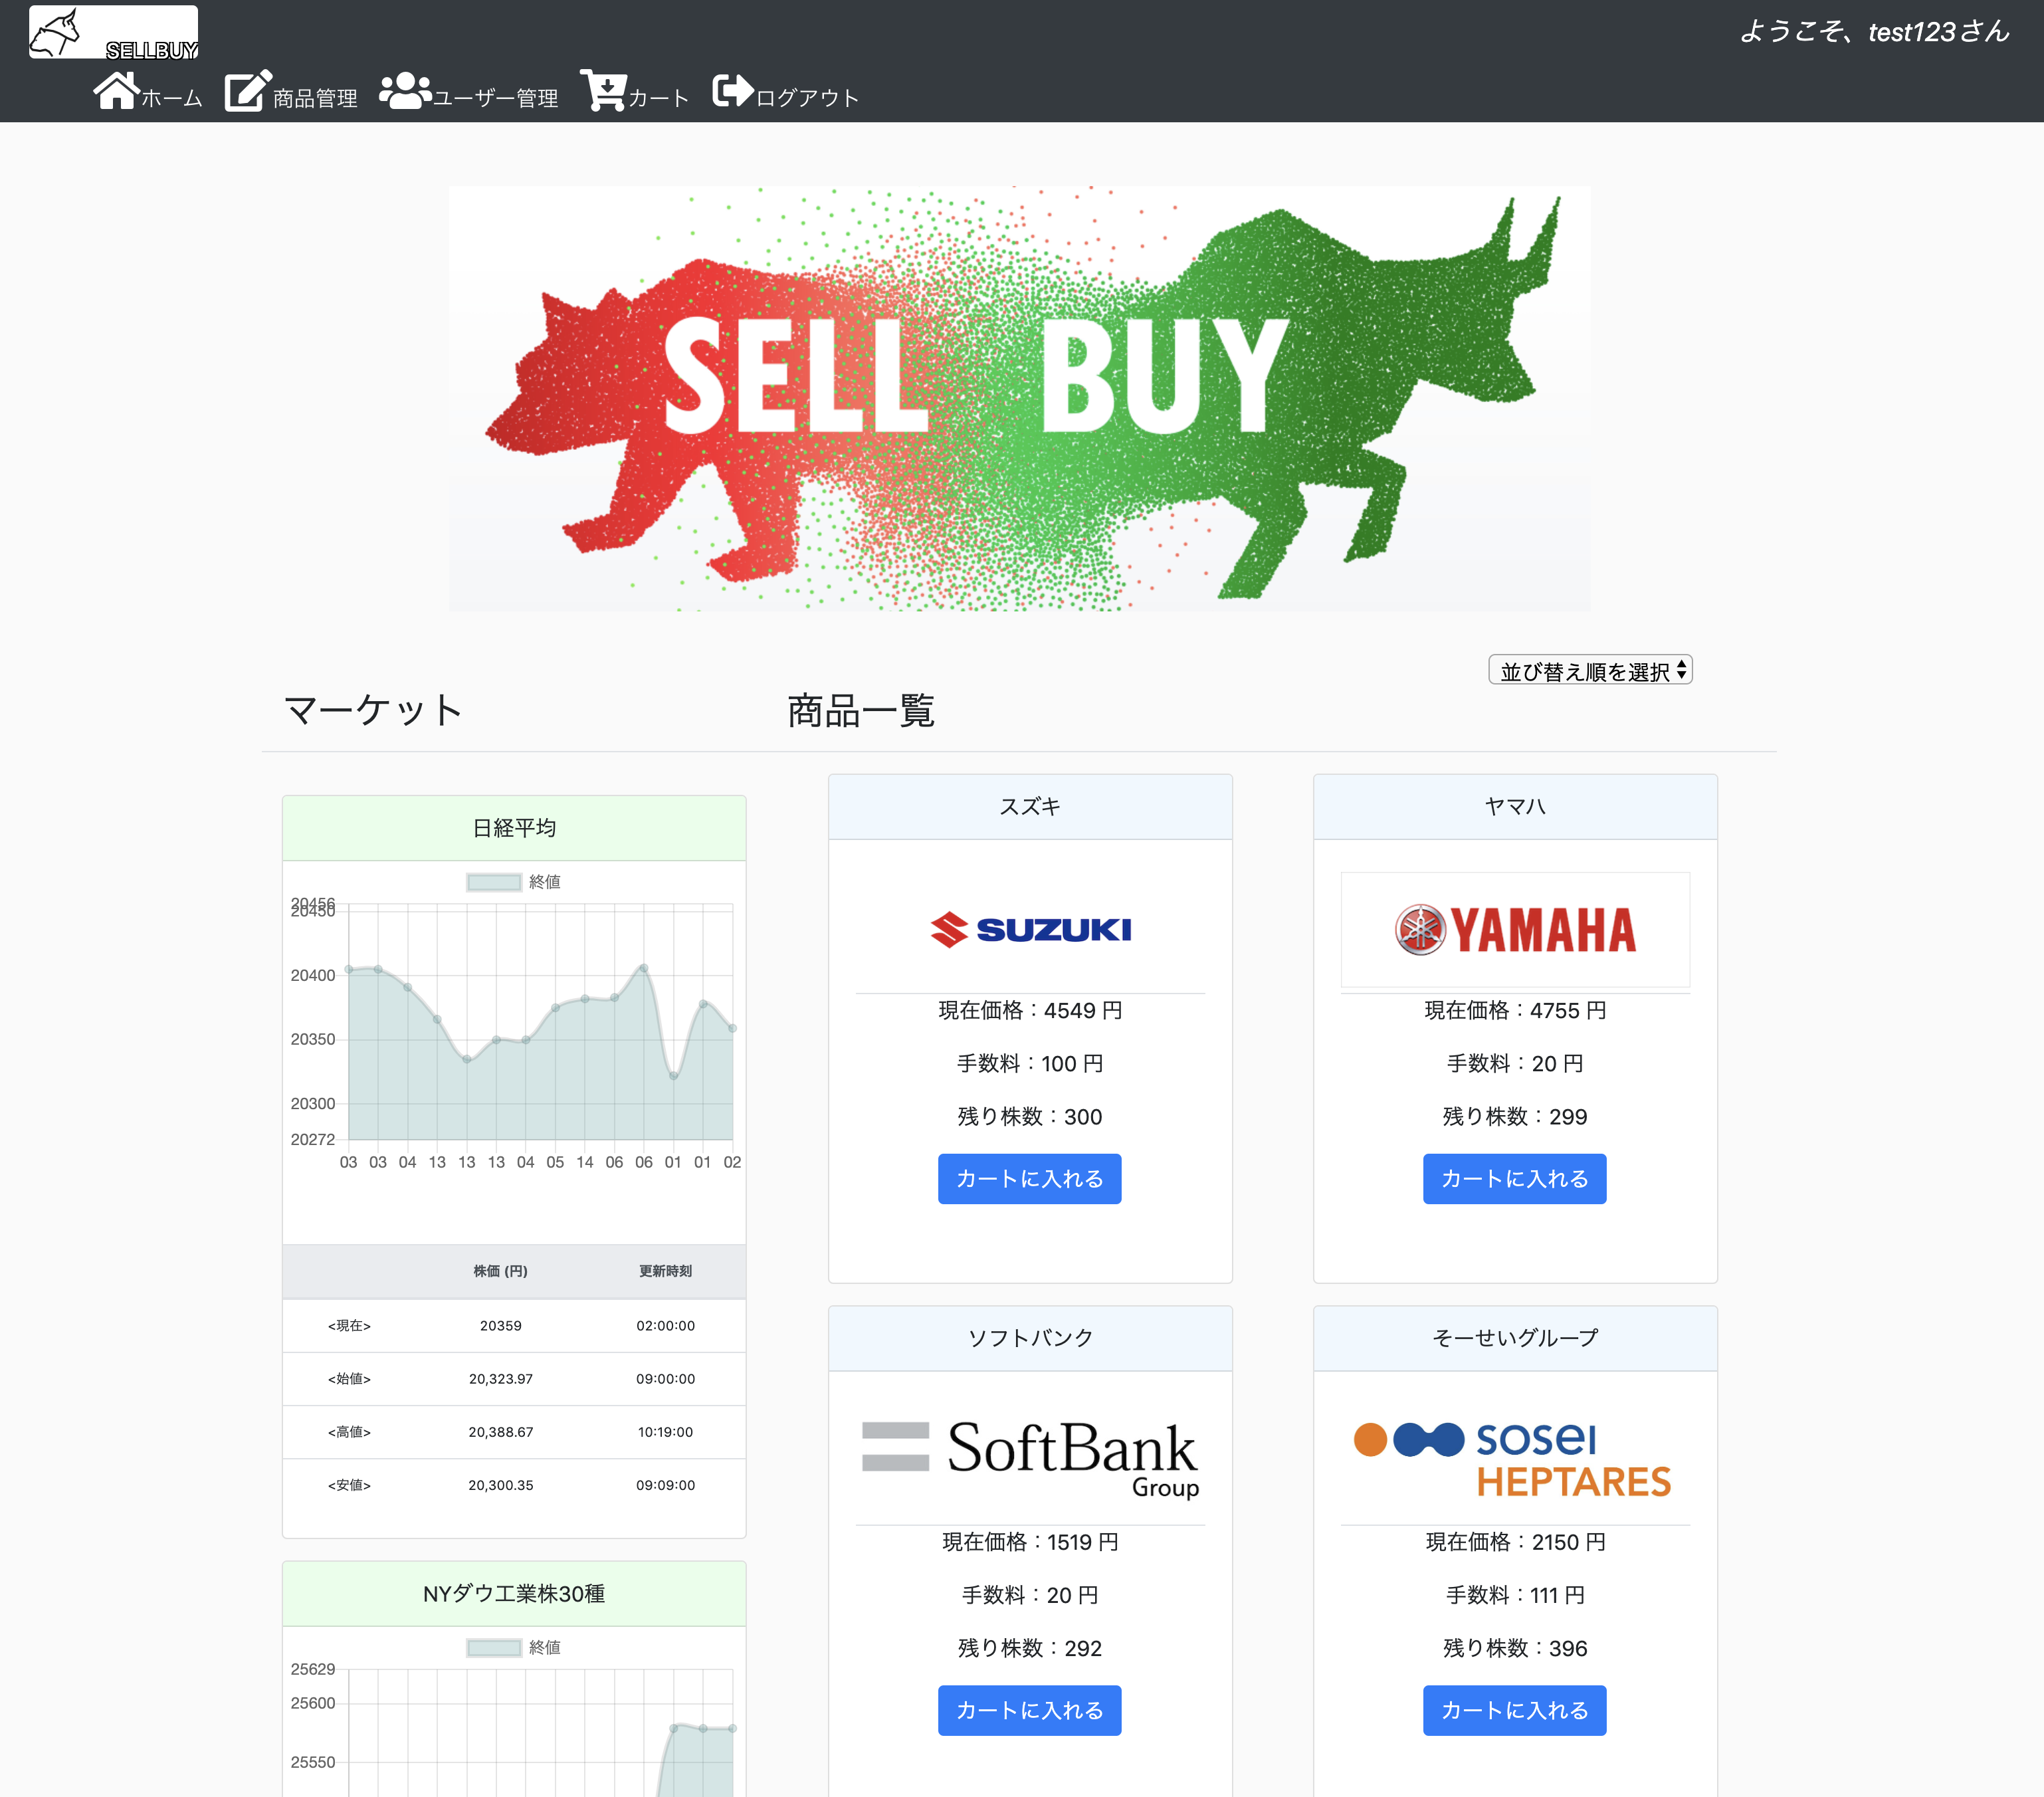 SELLBUY
ようこそ、test123さん
ホーム 商品管理 ユーザー管理 カート ログアウト
SELL BUY
並び替え順を選択
マーケット
商品一覧
日経平均
終値
20456
20450
20400
20350
20300
20272
03 03 04 13 13 13 04 05 14 06 06 01 01 02
株価 (円) 更新時刻
<現在> 20359 02:00:00
<始値> 20,323.97 09:00:00
<高値> 20,388.67 10:19:00
<安値> 20,300.35 09:09:00
NYダウ工業株30種
終値
25629
25600
25550
スズキ
SUZUKI
現在価格：4549 円
手数料：100 円
残り株数：300
カートに入れる
ヤマハ
YAMAHA
現在価格：4755 円
手数料：20 円
残り株数：299
カートに入れる
ソフトバンク
SoftBank
Group
現在価格：1519 円
手数料：20 円
残り株数：292
カートに入れる
そーせいグループ
sosei
HEPTARES
現在価格：2150 円
手数料：111 円
残り株数：396
カートに入れる